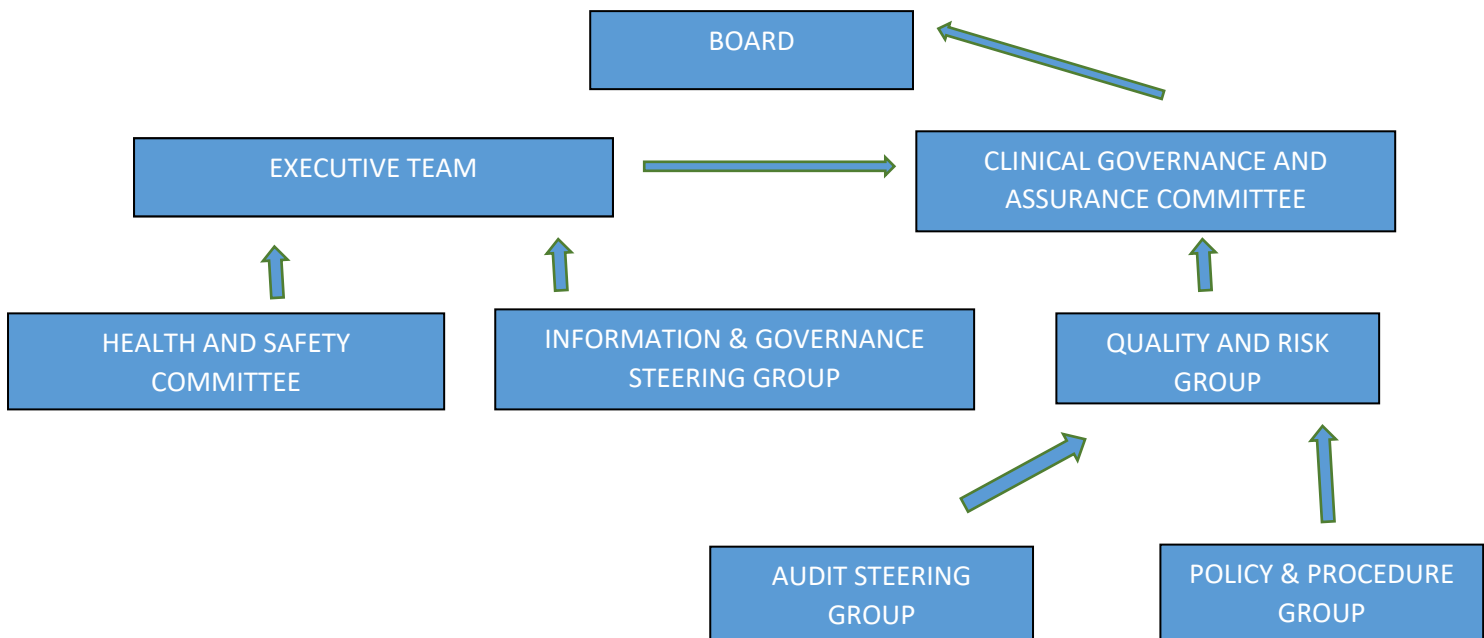 BOARD
EXECUTIVE TEAM
CLINICAL GOVERNANCE AND
ASSURANCE COMMITTEE
HEALTH AND SAFETY
COMMITTEE
INFORMATION & GOVERNANCE
STEERING GROUP
QUALITY AND RISK
GROUP
AUDIT STEERING
GROUP
POLICY & PROCEDURE
GROUP